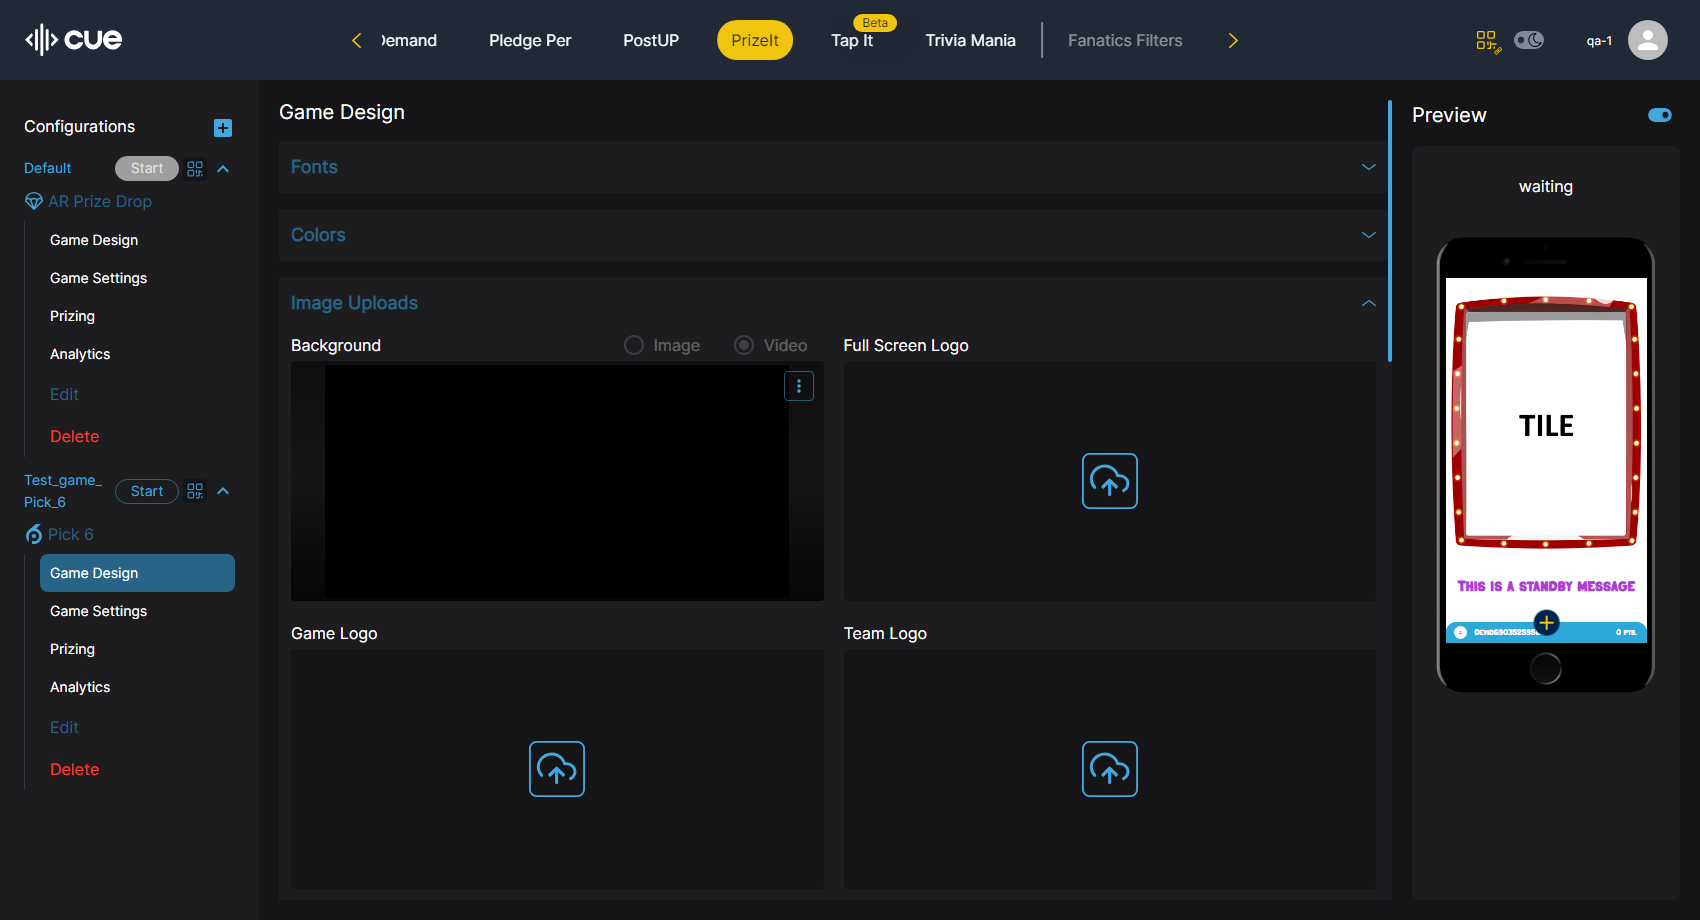 cue
Demand
Pledge Per
PostUP
PrizeIt
Beta
Tap It
Trivia Mania
Fanatics Filters
qa-1
Configurations
Default
Start
AR Prize Drop
Game Design
Game Settings
Prizing
Analytics
Edit
Delete
Test_game_
Pick_6
Start
Pick 6
Game Design
Game Settings
Prizing
Analytics
Edit
Delete
Game Design
Fonts
Colors
Image Uploads
Background
Image
Video
Full Screen Logo
Game Logo
Team Logo
Preview
waiting
TILE
THIS IS A STANDBY MESSAGE
0 PTS.